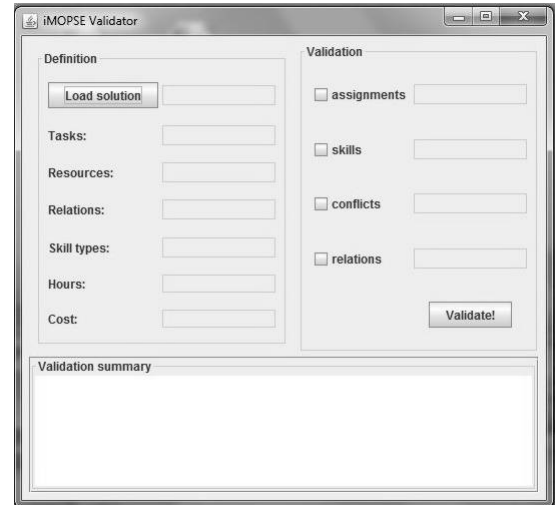 iMOPSE Validator
Definition
Load solution
Tasks:
Resources:
Relations:
Skill types:
Hours:
Cost:
Validation
assignments
skills
conflicts
relations
Validate!
Validation summary